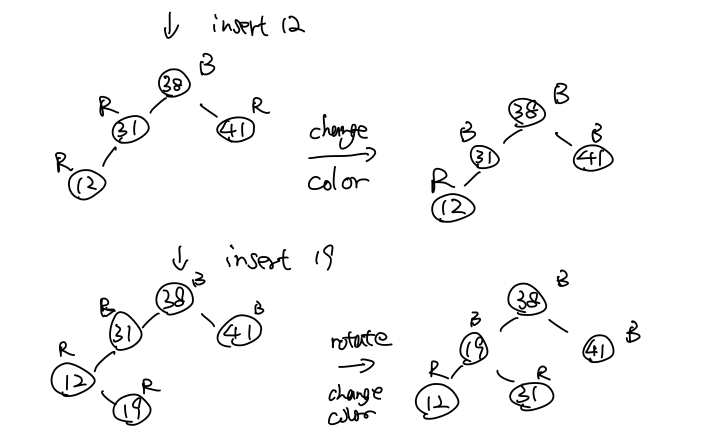 ↓ insert 12
38 B
R 31
41 R
R 12
change
color
38 B
B 31
B 41
R 12
↓ insert 19
38 B
B 31
41 B
R 12
19 R
rotate
change
color
38 B
B 19
41 B
R 12
R 31